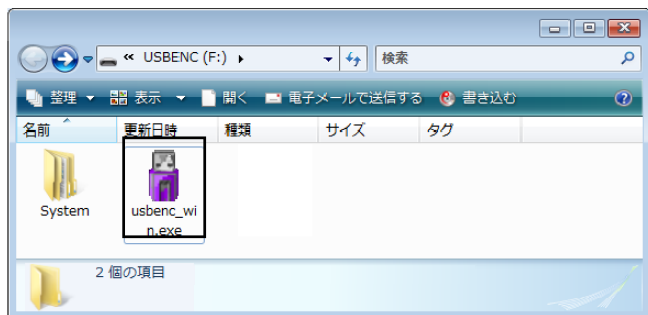 « USBENC (F:)
検索
整理 表示 開く 電子メールで送信する 書き込む
名前 更新日時 種類 サイズ タグ
System
usbenc_wi
n.exe
2 個の項目